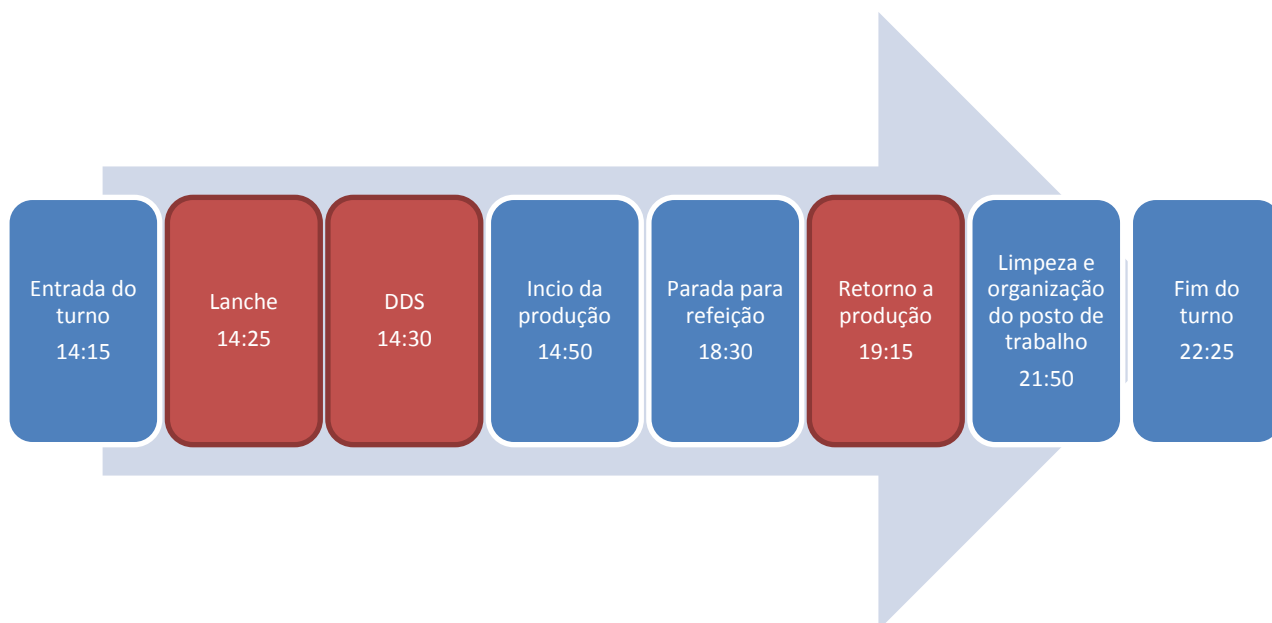 Entrada do
turno
14:15
Lanche
14:25
DDS
14:30
Incio da
produção
14:50
Parada para
refeição
18:30
Retorno a
produção
19:15
Limpeza e
organização
do posto de
trabalho
21:50
Fim do
turno
22:25